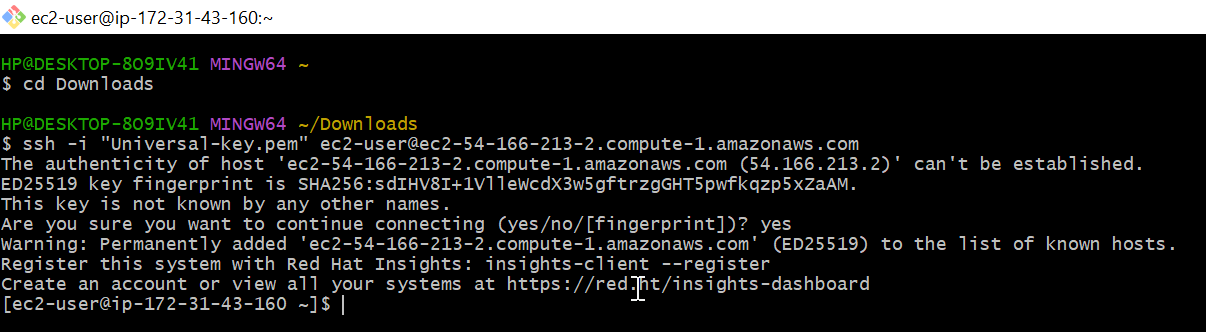 ec2-user@ip-172-31-43-160:~
HP@DESKTOP-8O9IV41 MINGW64 ~
$ cd Downloads
HP@DESKTOP-8O9IV41 MINGW64 ~/Downloads
$ ssh -i "Universal-key.pem" ec2-user@ec2-54-166-213-2.compute-1.amazonaws.com
The authenticity of host 'ec2-54-166-213-2.compute-1.amazonaws.com (54.166.213.2)' can't be established.
ED25519 key fingerprint is SHA256:sdIHV8I+1VlleWcdX3w5gftrzgGHT5pwfkqzp5xZaAM.
This key is not known by any other names.
Are you sure you want to continue connecting (yes/no/[fingerprint])? yes
Warning: Permanently added 'ec2-54-166-213-2.compute-1.amazonaws.com' (ED25519) to the list of known hosts.
Register this system with Red Hat Insights: insights-client --register
Create an account or view all your systems at https://red.ht/insights-dashboard
[ec2-user@ip-172-31-43-160 ~]$